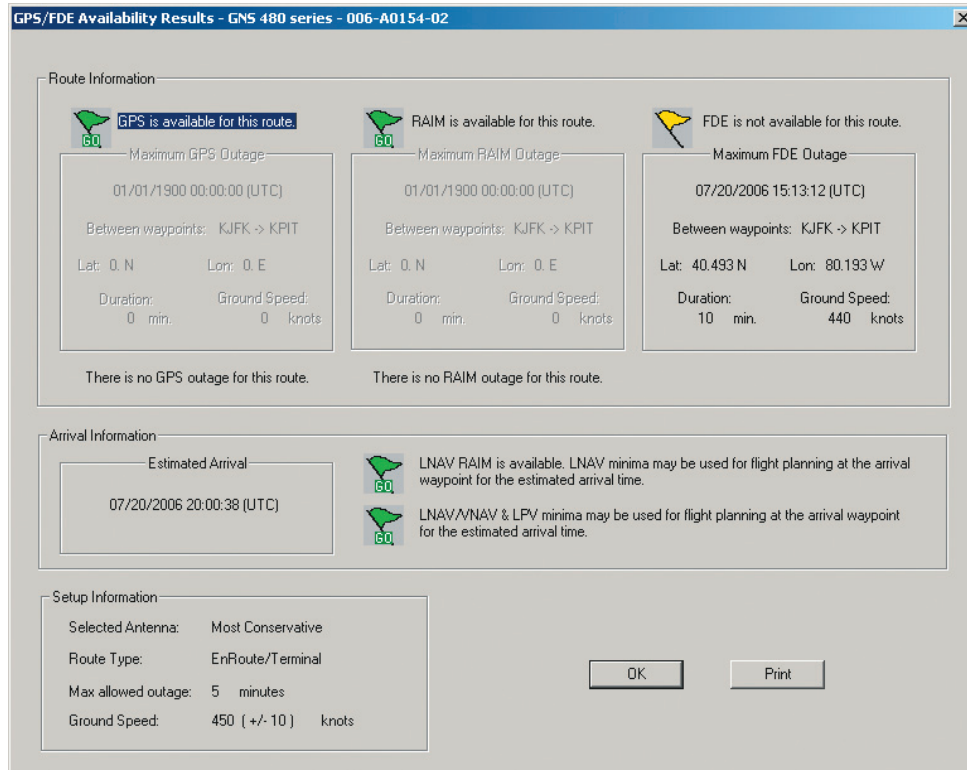 GPS/FDE Availability Results - GNS 480 series - 006-A0154-02
Route Information
GO
GPS is available for this route.
Maximum GPS Outage
01/01/1900 00:00:00 (UTC)
Between waypoints: KJFK -> KPIT
Lat: 0. N Lon: 0. E
Duration: Ground Speed:
0 min. 0 knots
There is no GPS outage for this route.
GO
RAIM is available for this route.
Maximum RAIM Outage
01/01/1900 00:00:00 (UTC)
Between waypoints: KJFK -> KPIT
Lat: 0. N Lon: 0. E
Duration: Ground Speed:
0 min. 0 knots
There is no RAIM outage for this route.
FDE is not available for this route.
Maximum FDE Outage
07/20/2006 15:13:12 (UTC)
Between waypoints: KJFK -> KPIT
Lat: 40.493 N Lon: 80.193 W
Duration: Ground Speed:
10 min. 440 knots
Arrival Information
Estimated Arrival
07/20/2006 20:00:38 (UTC)
GO
LNAV RAIM is available. LNAV minima may be used for flight planning at the arrival
waypoint for the estimated arrival time.
GO
LNAV/VNAV & LPV minima may be used for flight planning at the arrival waypoint
for the estimated arrival time.
Setup Information
Selected Antenna: Most Conservative
Route Type: EnRoute/Terminal
Max allowed outage: 5 minutes
Ground Speed: 450 ( +/- 10 ) knots
OK
Print